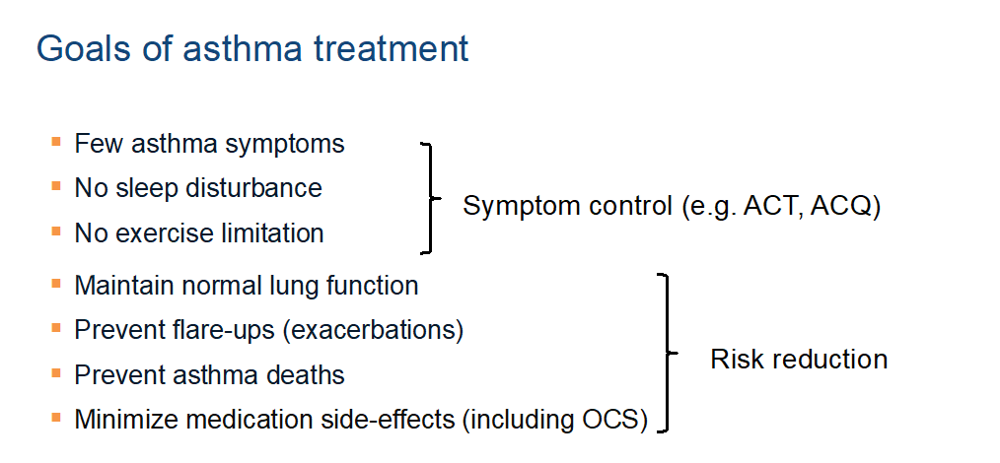 Goals of asthma treatment
Few asthma symptoms
No sleep disturbance
No exercise limitation
Symptom control (e.g. ACT, ACQ)
Maintain normal lung function
Prevent flare-ups (exacerbations)
Prevent asthma deaths
Minimize medication side-effects (including OCS)
Risk reduction